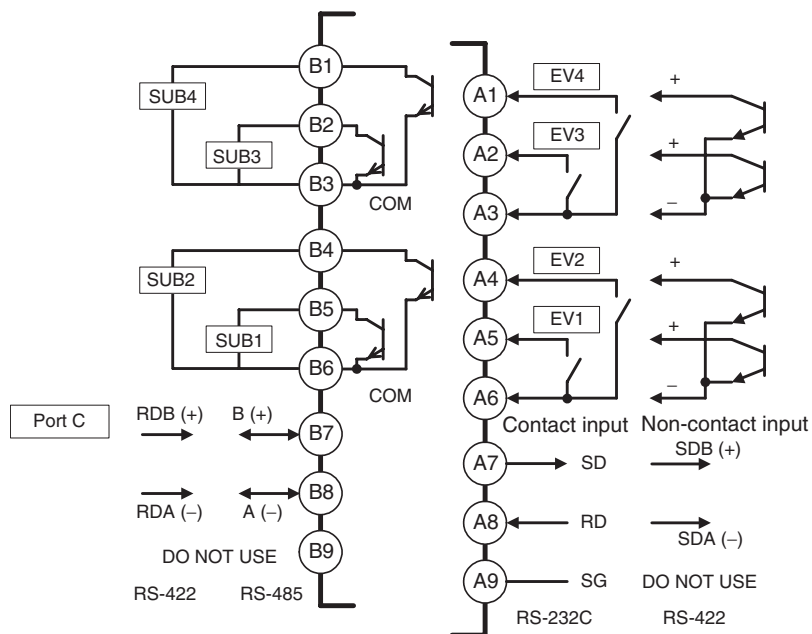 B1
SUB4
B2
SUB3
B3
COM
B4
SUB2
B5
SUB1
B6
COM
Port C
RDB (+)
B (+)
B7
B8
RDA (−)
A (−)
B9
DO NOT USE
RS-422
RS-485
EV4
+
A1
EV3
+
A2
A3
−
EV2
+
A4
EV1
+
A5
A6
−
Contact input
Non-contact input
A7
SD
SDB (+)
A8
RD
SDA (−)
A9
SG
DO NOT USE
RS-232C
RS-422